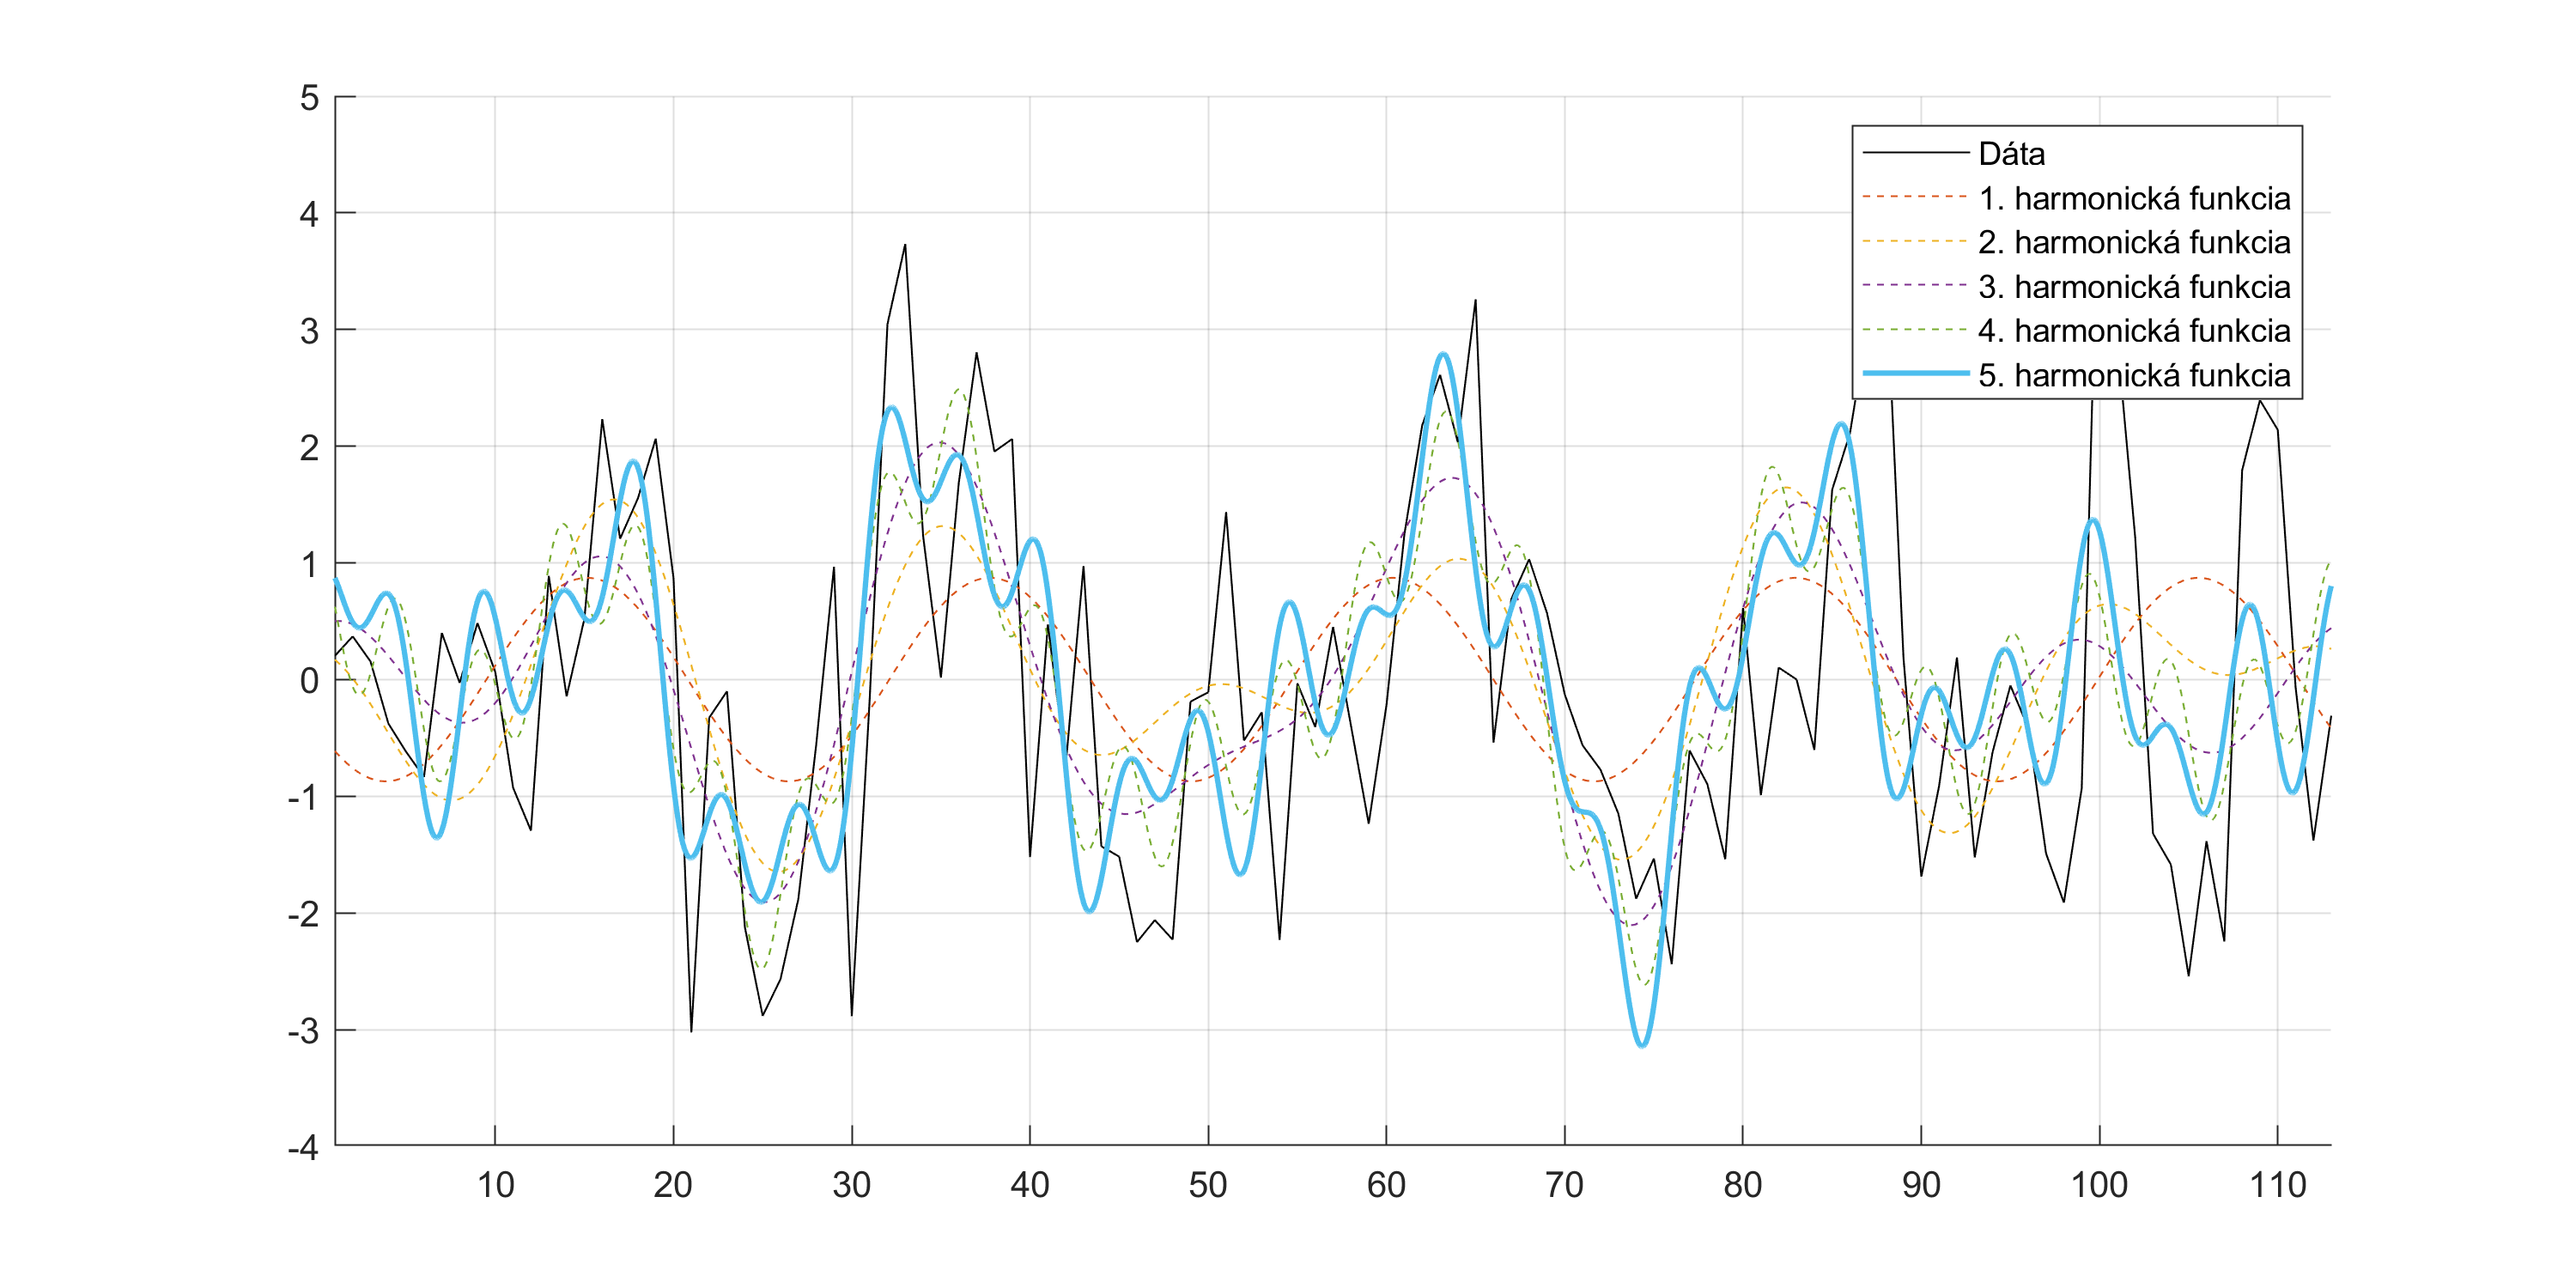 5
4
3
2
1
0
-1
-2
-3
-4
10 20 30 40 50 60 70 80 90 100 110
Dáta
1. harmonická funkcia
2. harmonická funkcia
3. harmonická funkcia
4. harmonická funkcia
5. harmonická funkcia